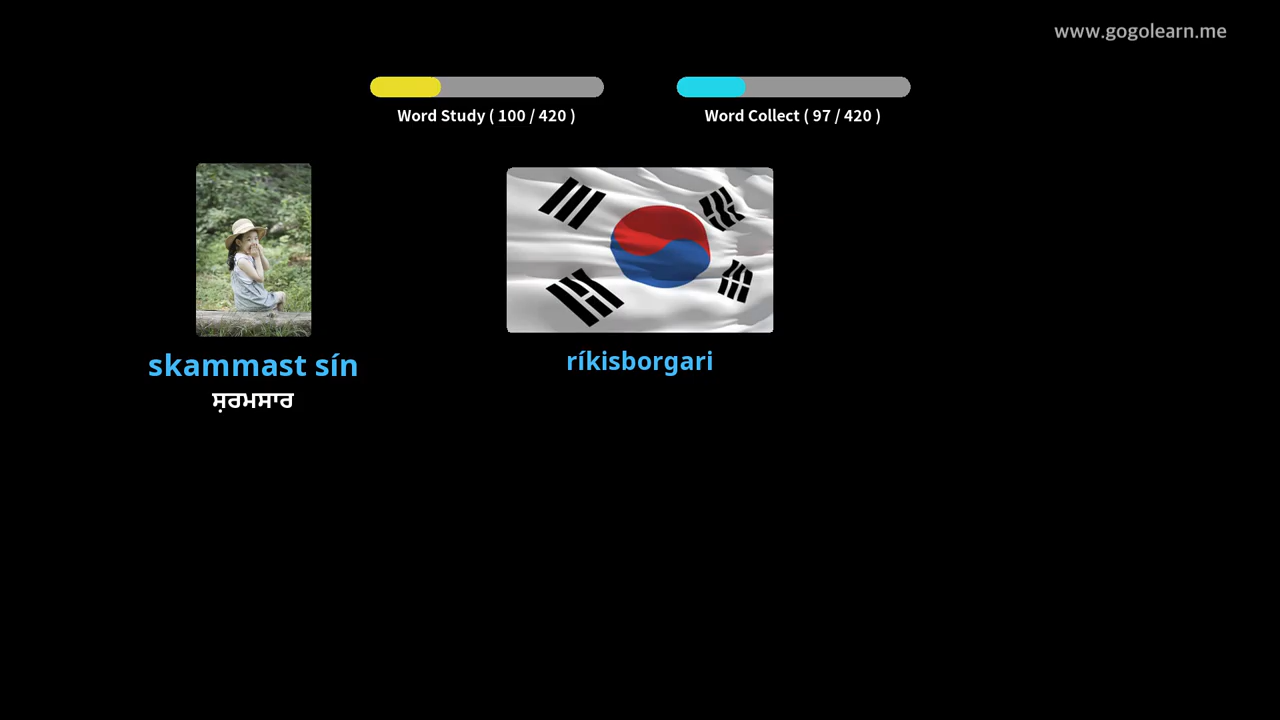 www.gogolearn.me
Word Study ( 100 / 420 )
Word Collect ( 97 / 420 )
skammast sín
ਸ਼ਰਮਸਾਰ
ríkisborgari